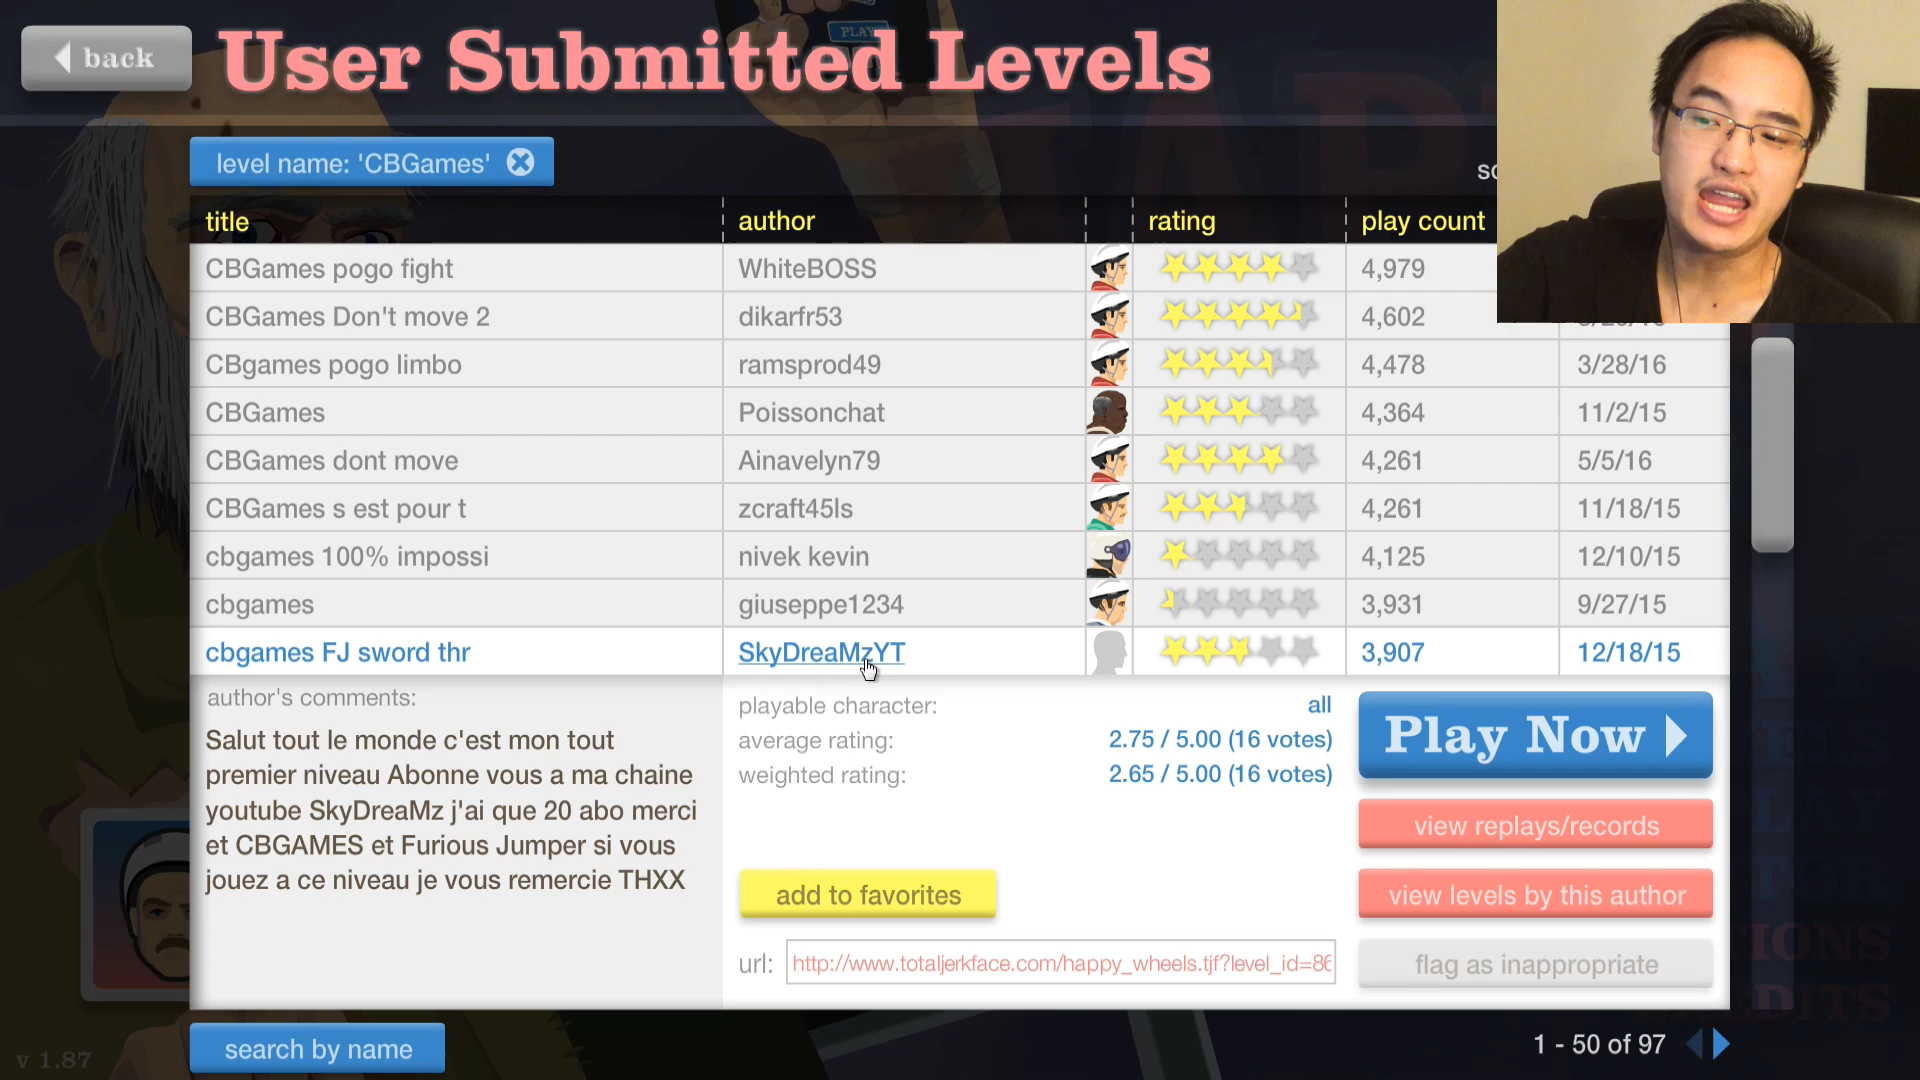 back
User Submitted Levels
PLAY
level name: 'CBGames'
title author rating play count
CBGames pogo fight WhiteBOSS 4,979
CBGames Don't move 2 dikarfr53 4,602
CBgames pogo limbo ramsprod49 4,478 3/28/16
CBGames Poissonchat 4,364 11/2/15
CBGames dont move Ainavelyn79 4,261 5/5/16
CBGames s est pour t zcraft45ls 4,261 11/18/15
cbgames 100% impossi nivek kevin 4,125 12/10/15
cbgames giuseppe1234 3,931 9/27/15
cbgames FJ sword thr SkyDreaMzYT 3,907 12/18/15
author's comments:
Salut tout le monde c'est mon tout
premier niveau Abonne vous a ma chaine
youtube SkyDreaMz j'ai que 20 abo merci
et CBGAMES et Furious Jumper si vous
jouez a ce niveau je vous remercie THXX
playable character: all
average rating: 2.75 / 5.00 (16 votes)
weighted rating: 2.65 / 5.00 (16 votes)
add to favorites
url: http://www.totaljerkface.com/happy_wheels.tjf?level_id=86
Play Now
view replays/records
view levels by this author
flag as inappropriate
search by name
1 - 50 of 97
v 1.87